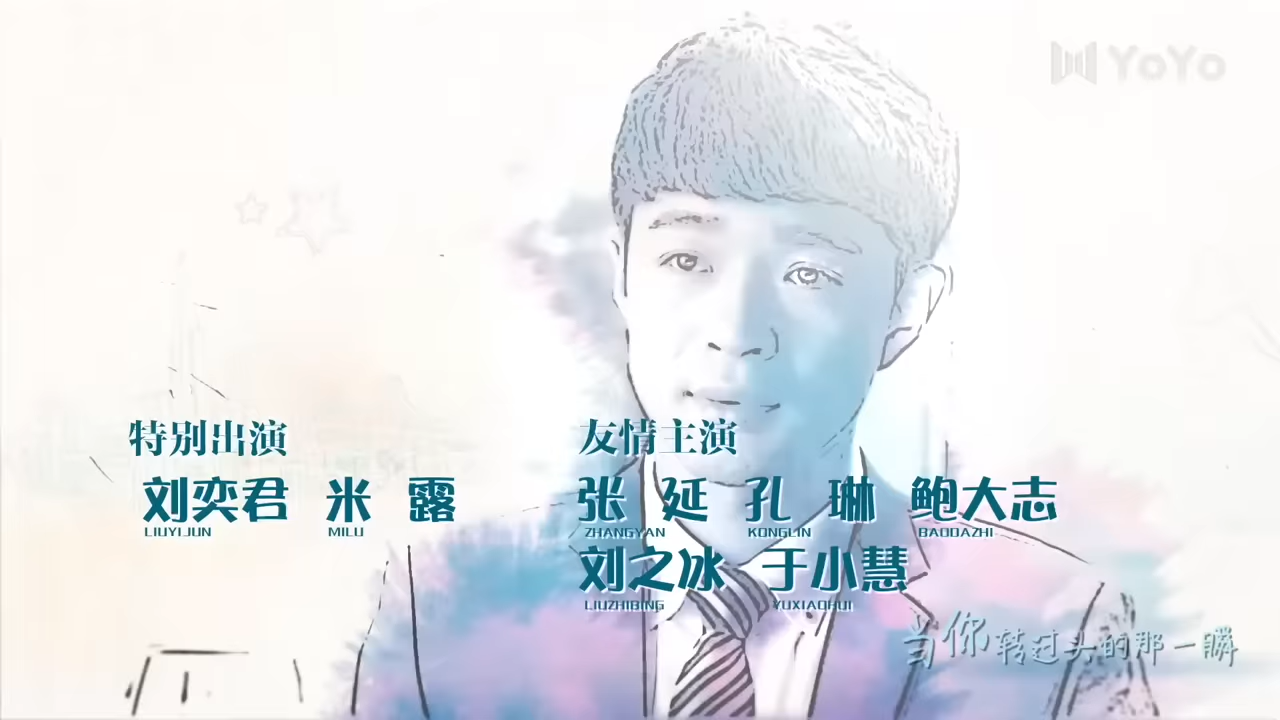 YoYo
特别出演
友情主演
刘奕君 米露
LIUYIJUN MILU
张延 孔琳 鲍大志
ZHANGYAN KONGLIN BAODAZHI
刘之冰 于小慧
LIUZHIBING YUXIAOHUI
当你转过头的那一瞬